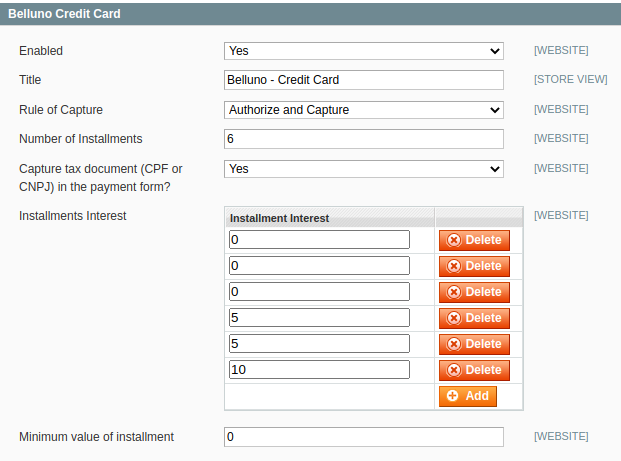 Belluno Credit Card
Enabled Yes [WEBSITE]
Title Belluno - Credit Card [STORE VIEW]
Rule of Capture Authorize and Capture [WEBSITE]
Number of Installments 6 [WEBSITE]
Capture tax document (CPF or Yes [WEBSITE]
CNPJ) in the payment form?
Installments Interest Installment Interest [WEBSITE]
0 Delete
0 Delete
0 Delete
5 Delete
5 Delete
10 Delete
Add
Minimum value of installment 0 [WEBSITE]